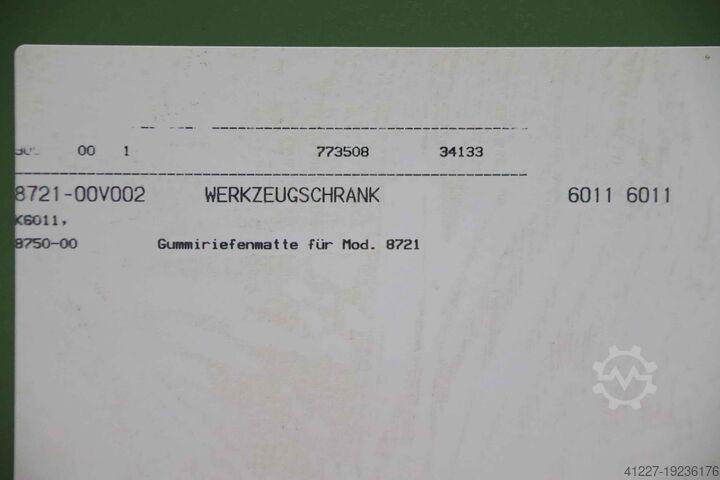 00 1 773508 34133
8721-00V002 WERKZEUGSCHRANK 6011 6011
K6011,
8750-00 Gummiriefenmatte für Mod. 8721
41227-19236176